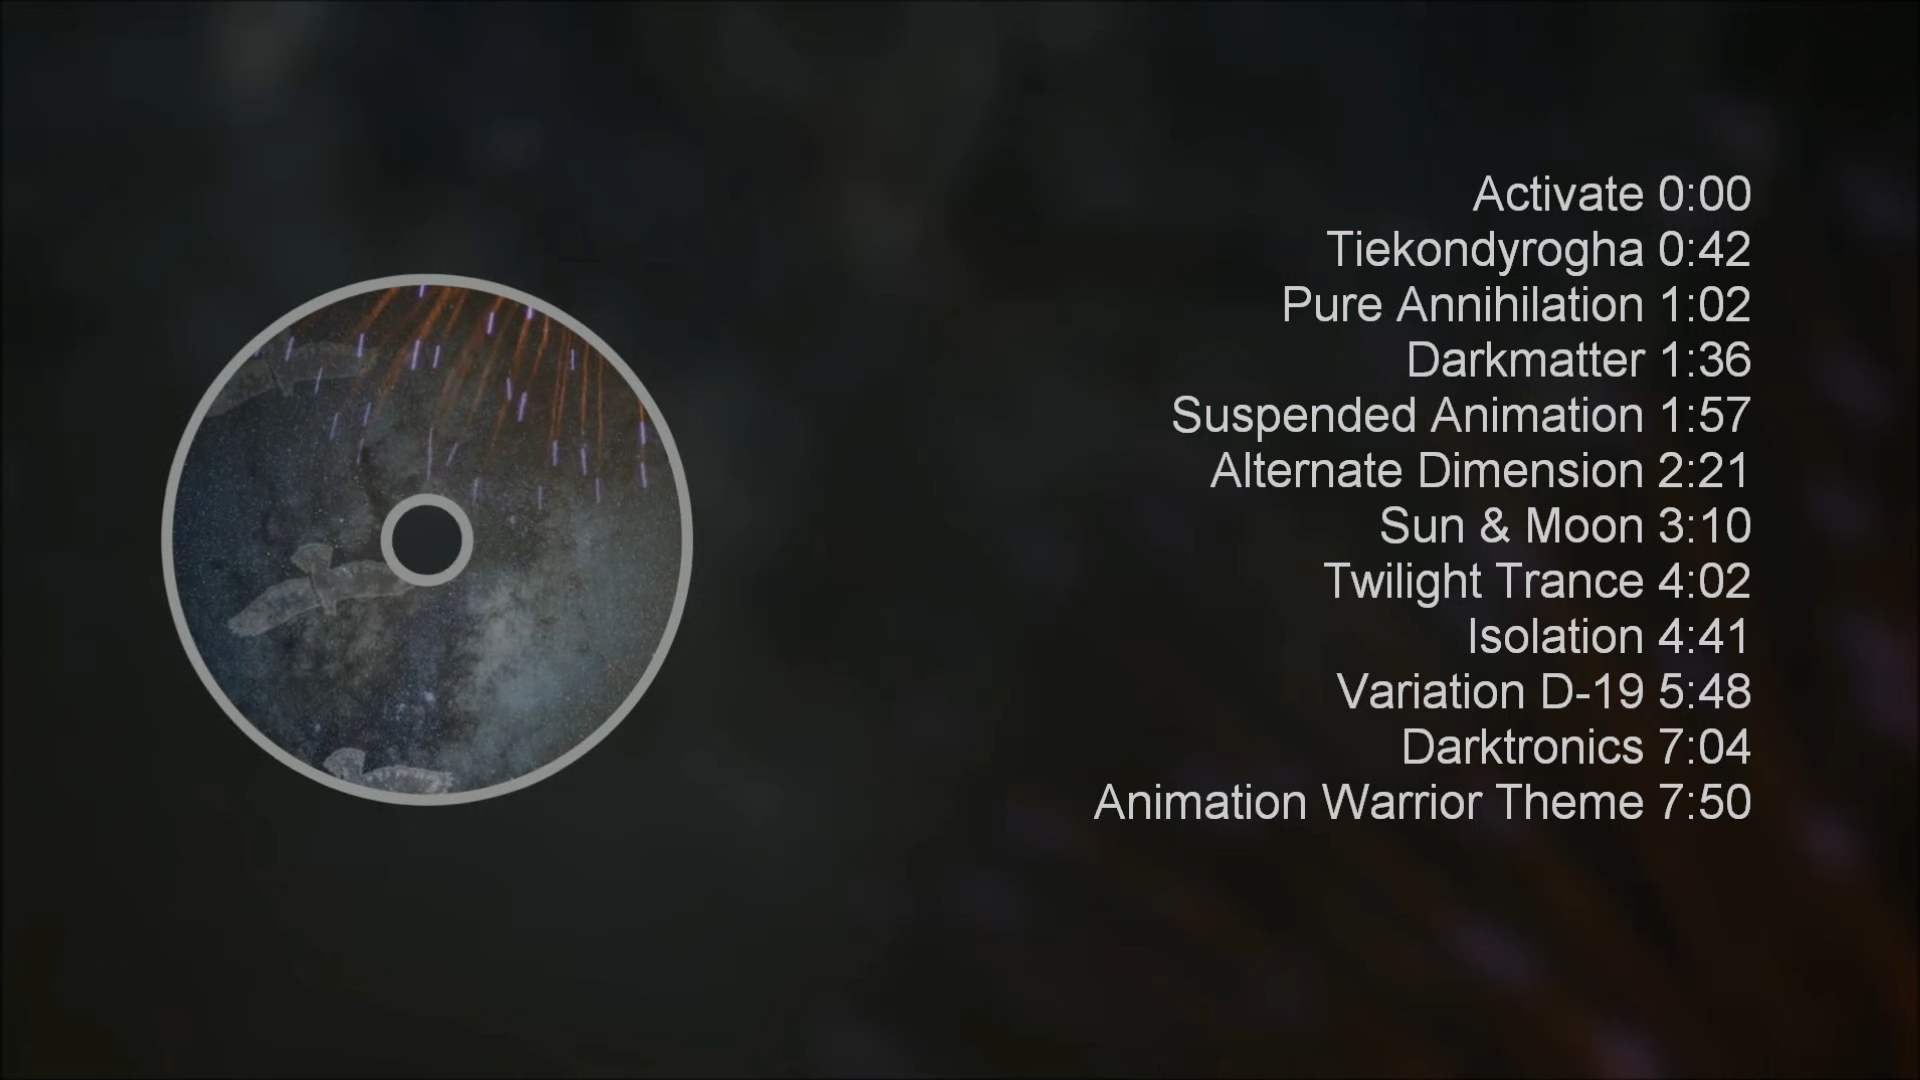 Activate 0:00
Tiekondyrogha 0:42
Pure Annihilation 1:02
Darkmatter 1:36
Suspended Animation 1:57
Alternate Dimension 2:21
Sun & Moon 3:10
Twilight Trance 4:02
Isolation 4:41
Variation D-19 5:48
Darktronics 7:04
Animation Warrior Theme 7:50